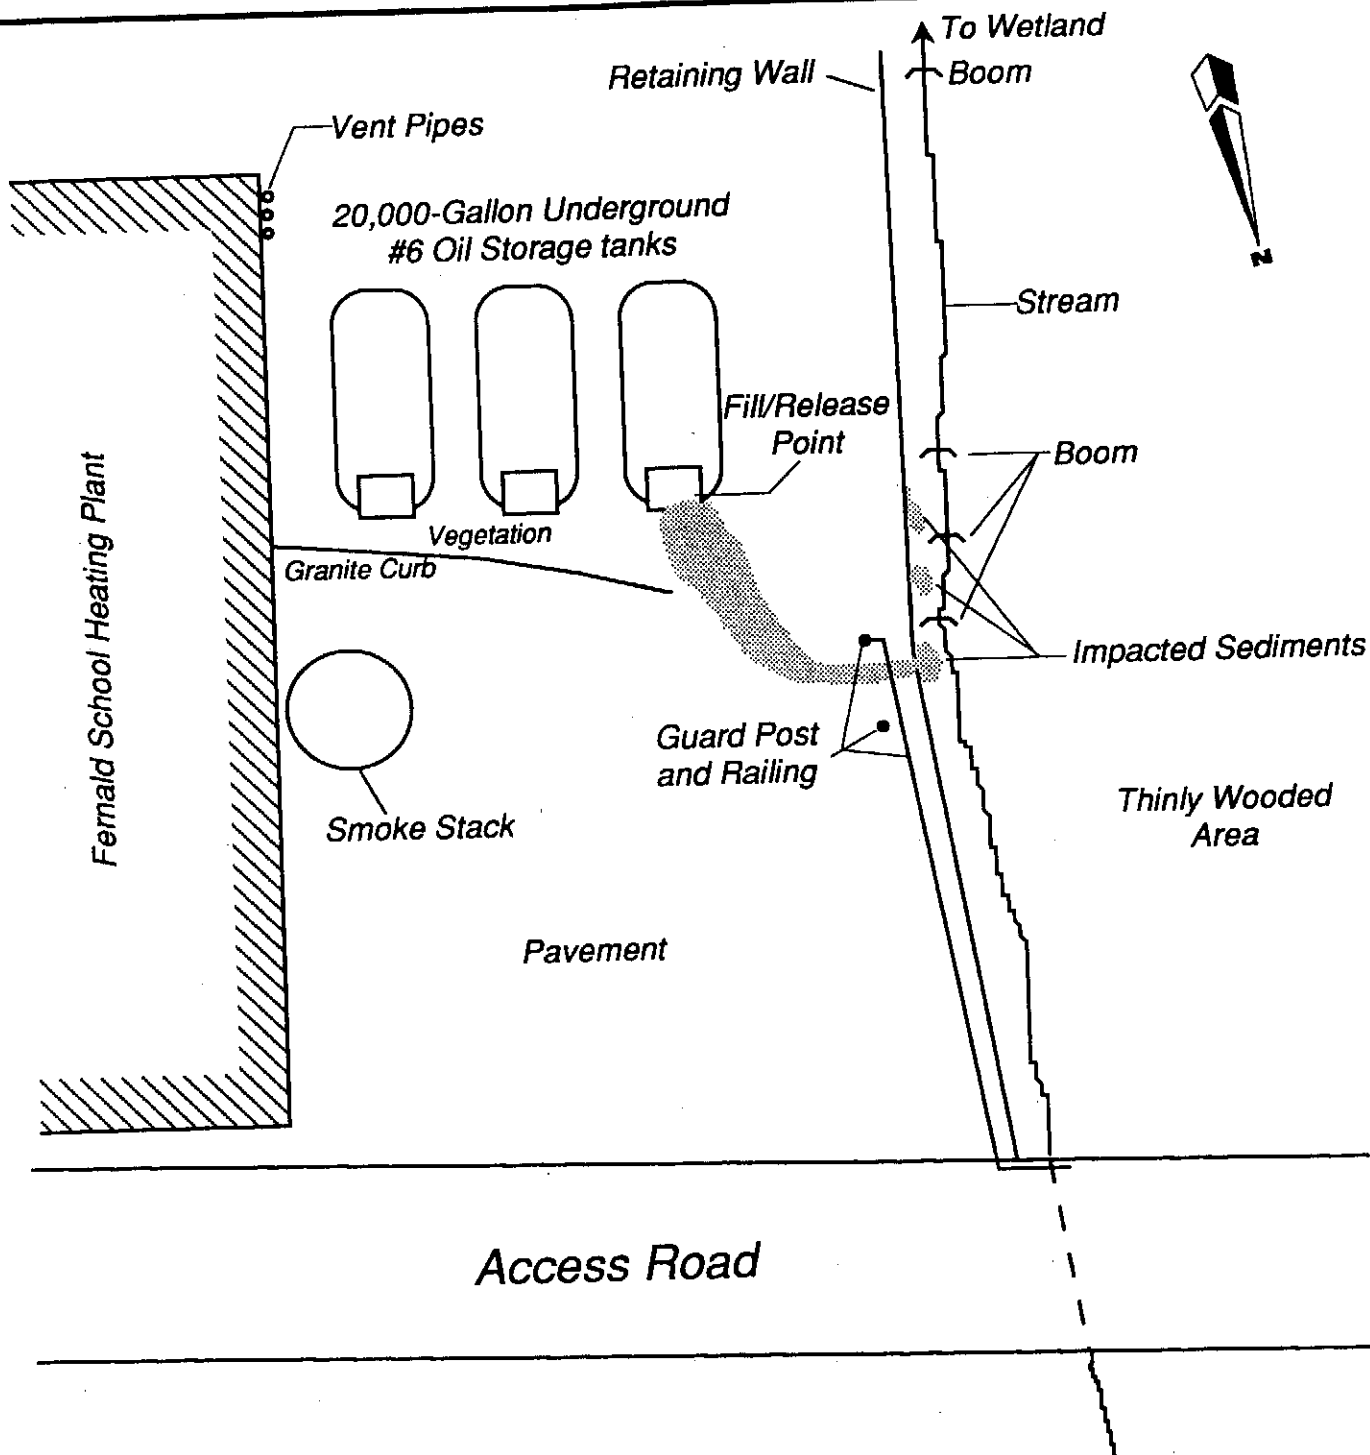 To Wetland
Retaining Wall
Boom
Vent Pipes
20,000-Gallon Underground
#6 Oil Storage tanks
N
Stream
Fill/Release
Point
Boom
Vegetation
Granite Curb
Fernald School Heating Plant
Impacted Sediments
Guard Post
and Railing
Thinly Wooded
Area
Smoke Stack
Pavement
Access Road